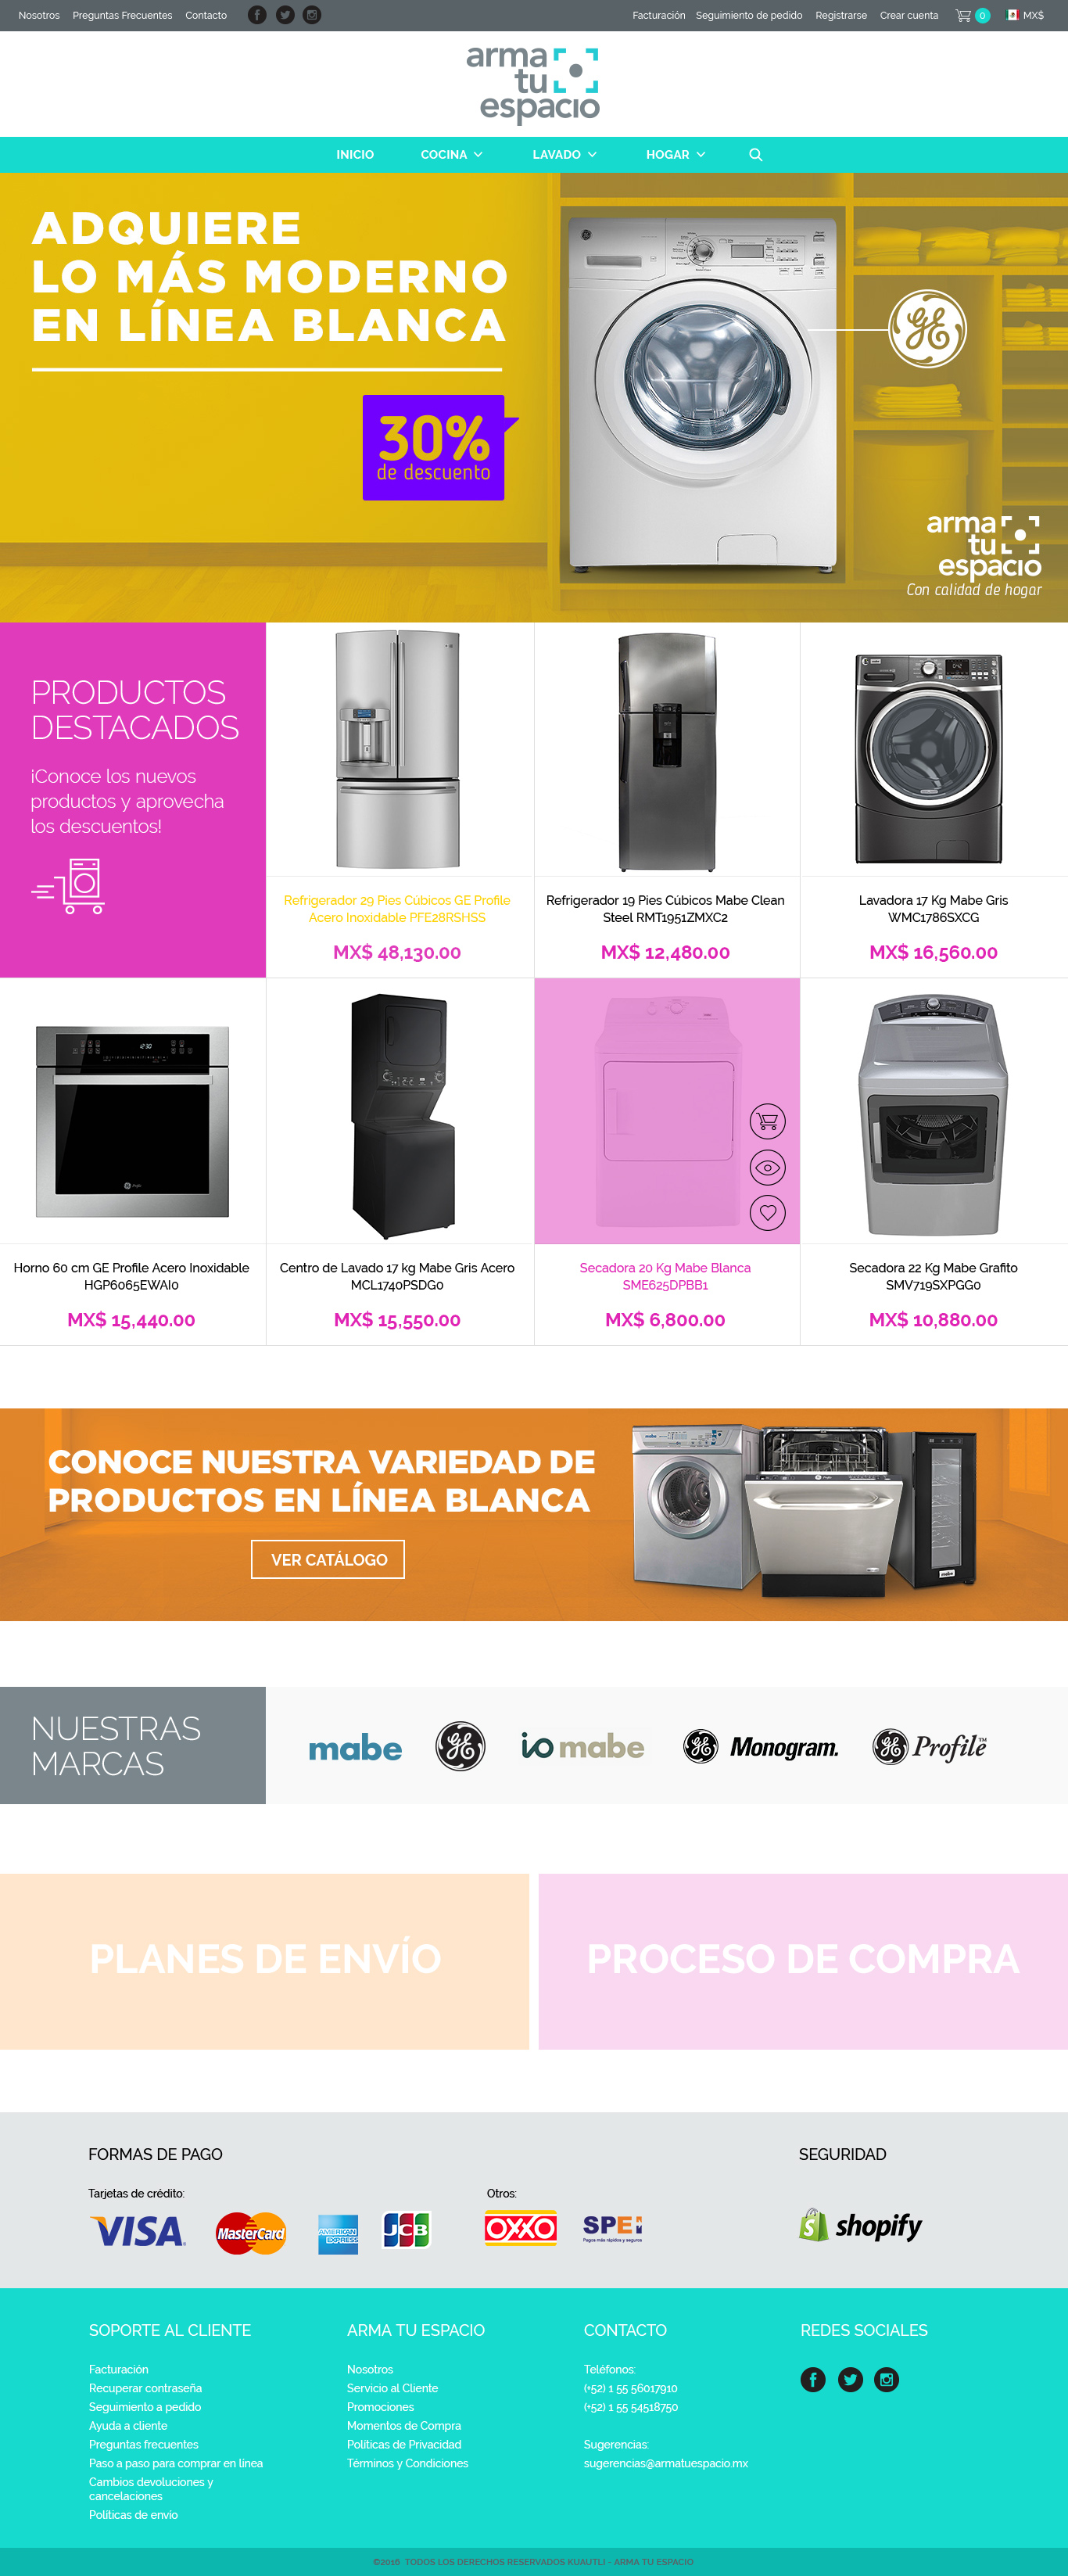 Nosotros Preguntas Frecuentes Contacto
Facturación Seguimiento de pedido Registrarse Crear cuenta 0 MX$
arma
tu
espacio
INICIO COCINA LAVADO HOGAR
ADQUIERE
LO MÁS MODERNO
EN LÍNEA BLANCA
30%
de descuento
GE
arma
tu
espacio
Con calidad de hogar
PRODUCTOS
DESTACADOS
¡Conoce los nuevos
productos y aprovecha
los descuentos!
Refrigerador 29 Pies Cúbicos GE Profile
Acero Inoxidable PFE28RSHSS
MX$ 48,130.00
Refrigerador 19 Pies Cúbicos Mabe Clean
Steel RMT1951ZMXC2
MX$ 12,480.00
Lavadora 17 Kg Mabe Gris
WMC1786SXCG
MX$ 16,560.00
12:30
Horno 60 cm GE Profile Acero Inoxidable
HGP6065EWAI0
MX$ 15,440.00
Centro de Lavado 17 kg Mabe Gris Acero
MCL1740PSDG0
MX$ 15,550.00
Secadora 20 Kg Mabe Blanca
SME625DPBB1
MX$ 6,800.00
Secadora 22 Kg Mabe Grafito
SMV719SXPGG0
MX$ 10,880.00
CONOCE NUESTRA VARIEDAD DE
PRODUCTOS EN LÍNEA BLANCA
VER CATÁLOGO
mabe
NUESTRAS
MARCAS
mabe GE io mabe GE Monogram. GE Profile™
PLANES DE ENVÍO
PROCESO DE COMPRA
FORMAS DE PAGO
Tarjetas de crédito:
VISA MasterCard AMERICAN EXPRESS JCB
Otros:
OXXO SPEI
Pagos más rápidos y seguros
SEGURIDAD
shopify
SOPORTE AL CLIENTE
Facturación
Recuperar contraseña
Seguimiento a pedido
Ayuda a cliente
Preguntas frecuentes
Paso a paso para comprar en línea
Cambios devoluciones y
cancelaciones
Políticas de envío
ARMA TU ESPACIO
Nosotros
Servicio al Cliente
Promociones
Momentos de Compra
Políticas de Privacidad
Términos y Condiciones
CONTACTO
Teléfonos:
(+52) 1 55 56017910
(+52) 1 55 54518750
Sugerencias:
sugerencias@armatuespacio.mx
REDES SOCIALES
©2016 TODOS LOS DERECHOS RESERVADOS KUAUTLI - ARMA TU ESPACIO